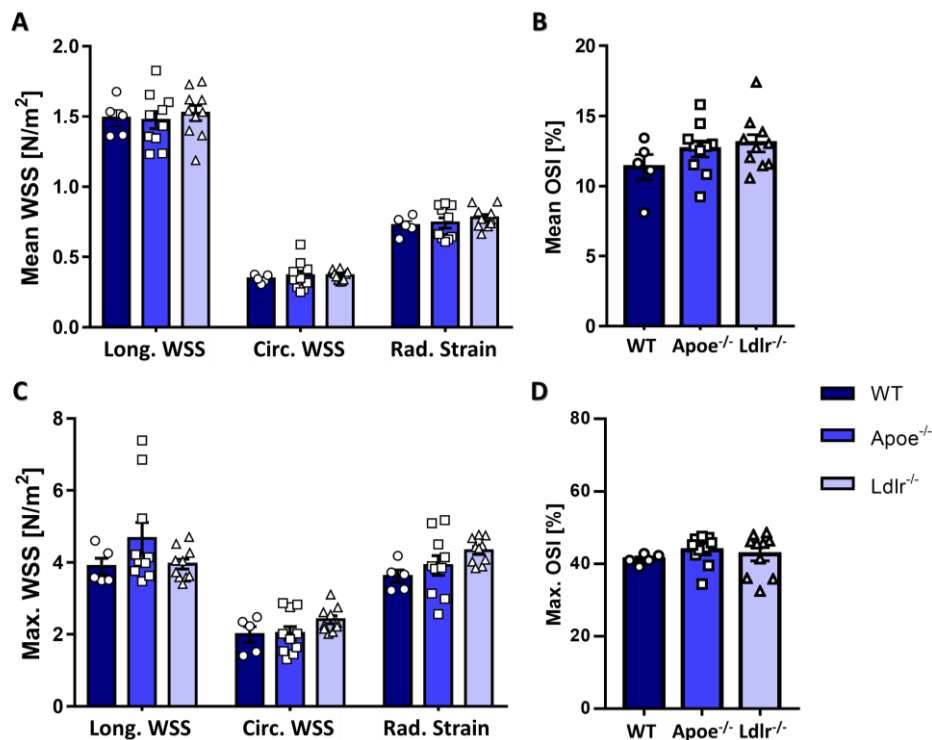 A
Mean WSS [N/m²]
2.0
1.5
1.0
0.5
0.0
Long. WSS
Circ. WSS
Rad. Strain
B
Mean OSI [%]
20
15
10
5
0
WT
Apoe⁻/⁻
Ldlr⁻/⁻
C
Max. WSS [N/m²]
8
6
4
2
0
Long. WSS
Circ. WSS
Rad. Strain
D
Max. OSI [%]
80
60
40
20
0
WT
Apoe⁻/⁻
Ldlr⁻/⁻
WT
Apoe⁻/⁻
Ldlr⁻/⁻